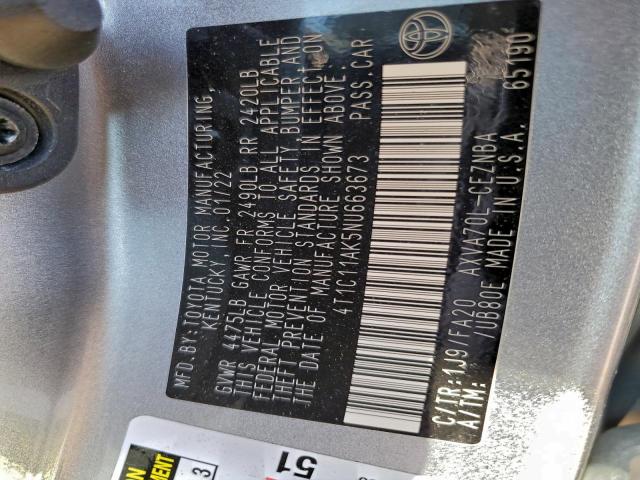 MFD.BY:TOYOTA MOTOR MANUFACTURING,
KENTUCKY, INC.01/22
GVWR 4475LB GAWR FR 2490LB RR 2420LB
THIS VEHICLE CONFORMS TO ALL APPLICABLE
FEDERAL MOTOR VEHICLE SAFETY, BUMPER AND
THEFT PREVENTION STANDARDS IN EFFECT ON
THE DATE OF MANUFACTURE SHOWN ABOVE.
4T1C11AK5NU663673 PASS.CAR
C/TR:1J9/FA20 AXVA70L-CEZNBA
A/TM: UB80E MADE IN U.S.A. 65190
51
3